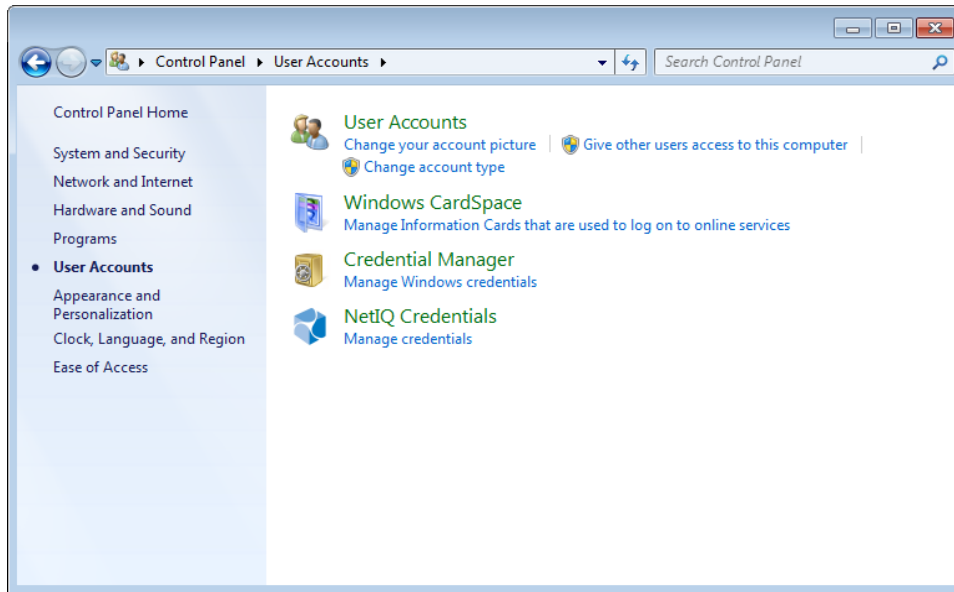 Control Panel User Accounts
Search Control Panel
Control Panel Home
System and Security
Network and Internet
Hardware and Sound
Programs
User Accounts
Appearance and
Personalization
Clock, Language, and Region
Ease of Access
User Accounts
Change your account picture Give other users access to this computer
Change account type
Windows CardSpace
Manage Information Cards that are used to log on to online services
Credential Manager
Manage Windows credentials
NetIQ Credentials
Manage credentials